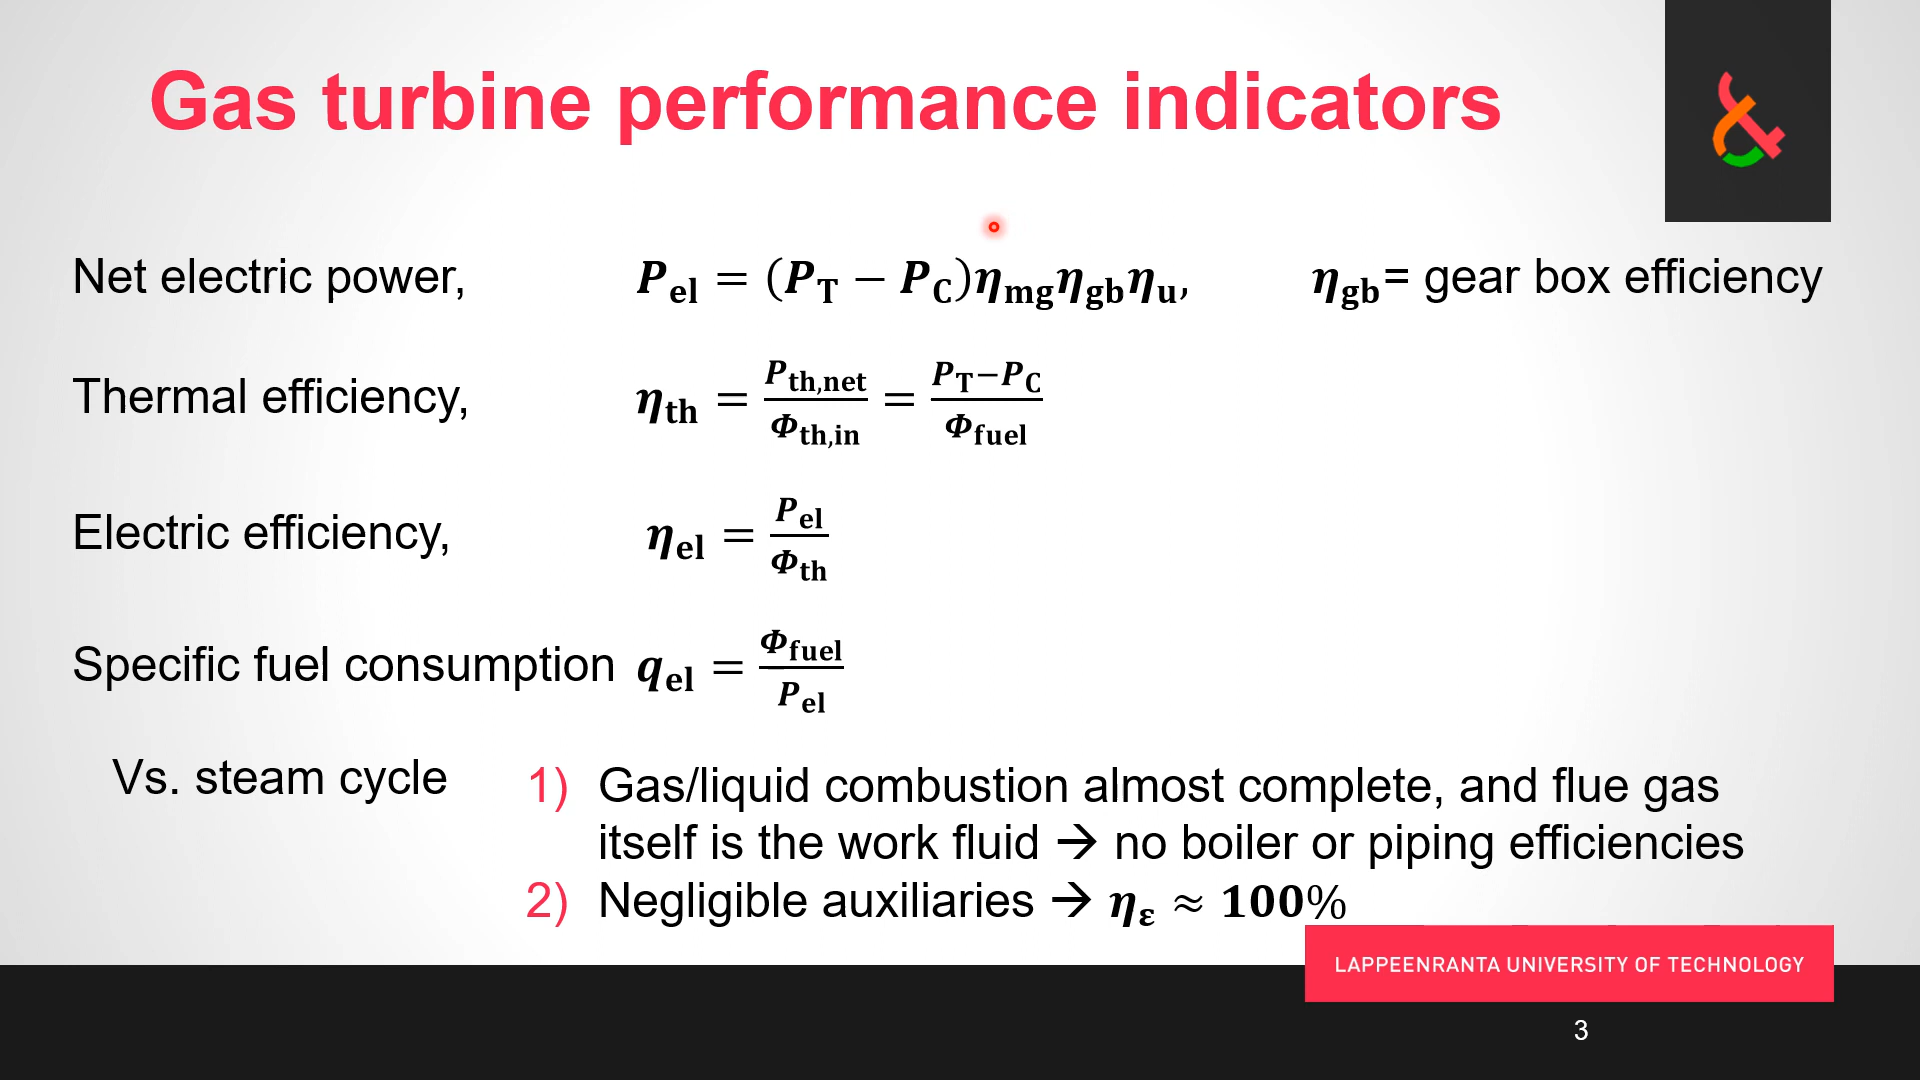 Gas turbine performance indicators
Net electric power, P_el = (P_T − P_C)η_mg η_gb η_u, η_gb= gear box efficiency
Thermal efficiency, η_th = P_th,net / Φ_th,in = P_T−P_C / Φ_fuel
Electric efficiency, η_el = P_el / Φ_th
Specific fuel consumption q_el = Φ_fuel / P_el
Vs. steam cycle
1) Gas/liquid combustion almost complete, and flue gas
itself is the work fluid → no boiler or piping efficiencies
2) Negligible auxiliaries → η_ε ≈ 100%
LAPPEENRANTA UNIVERSITY OF TECHNOLOGY
3